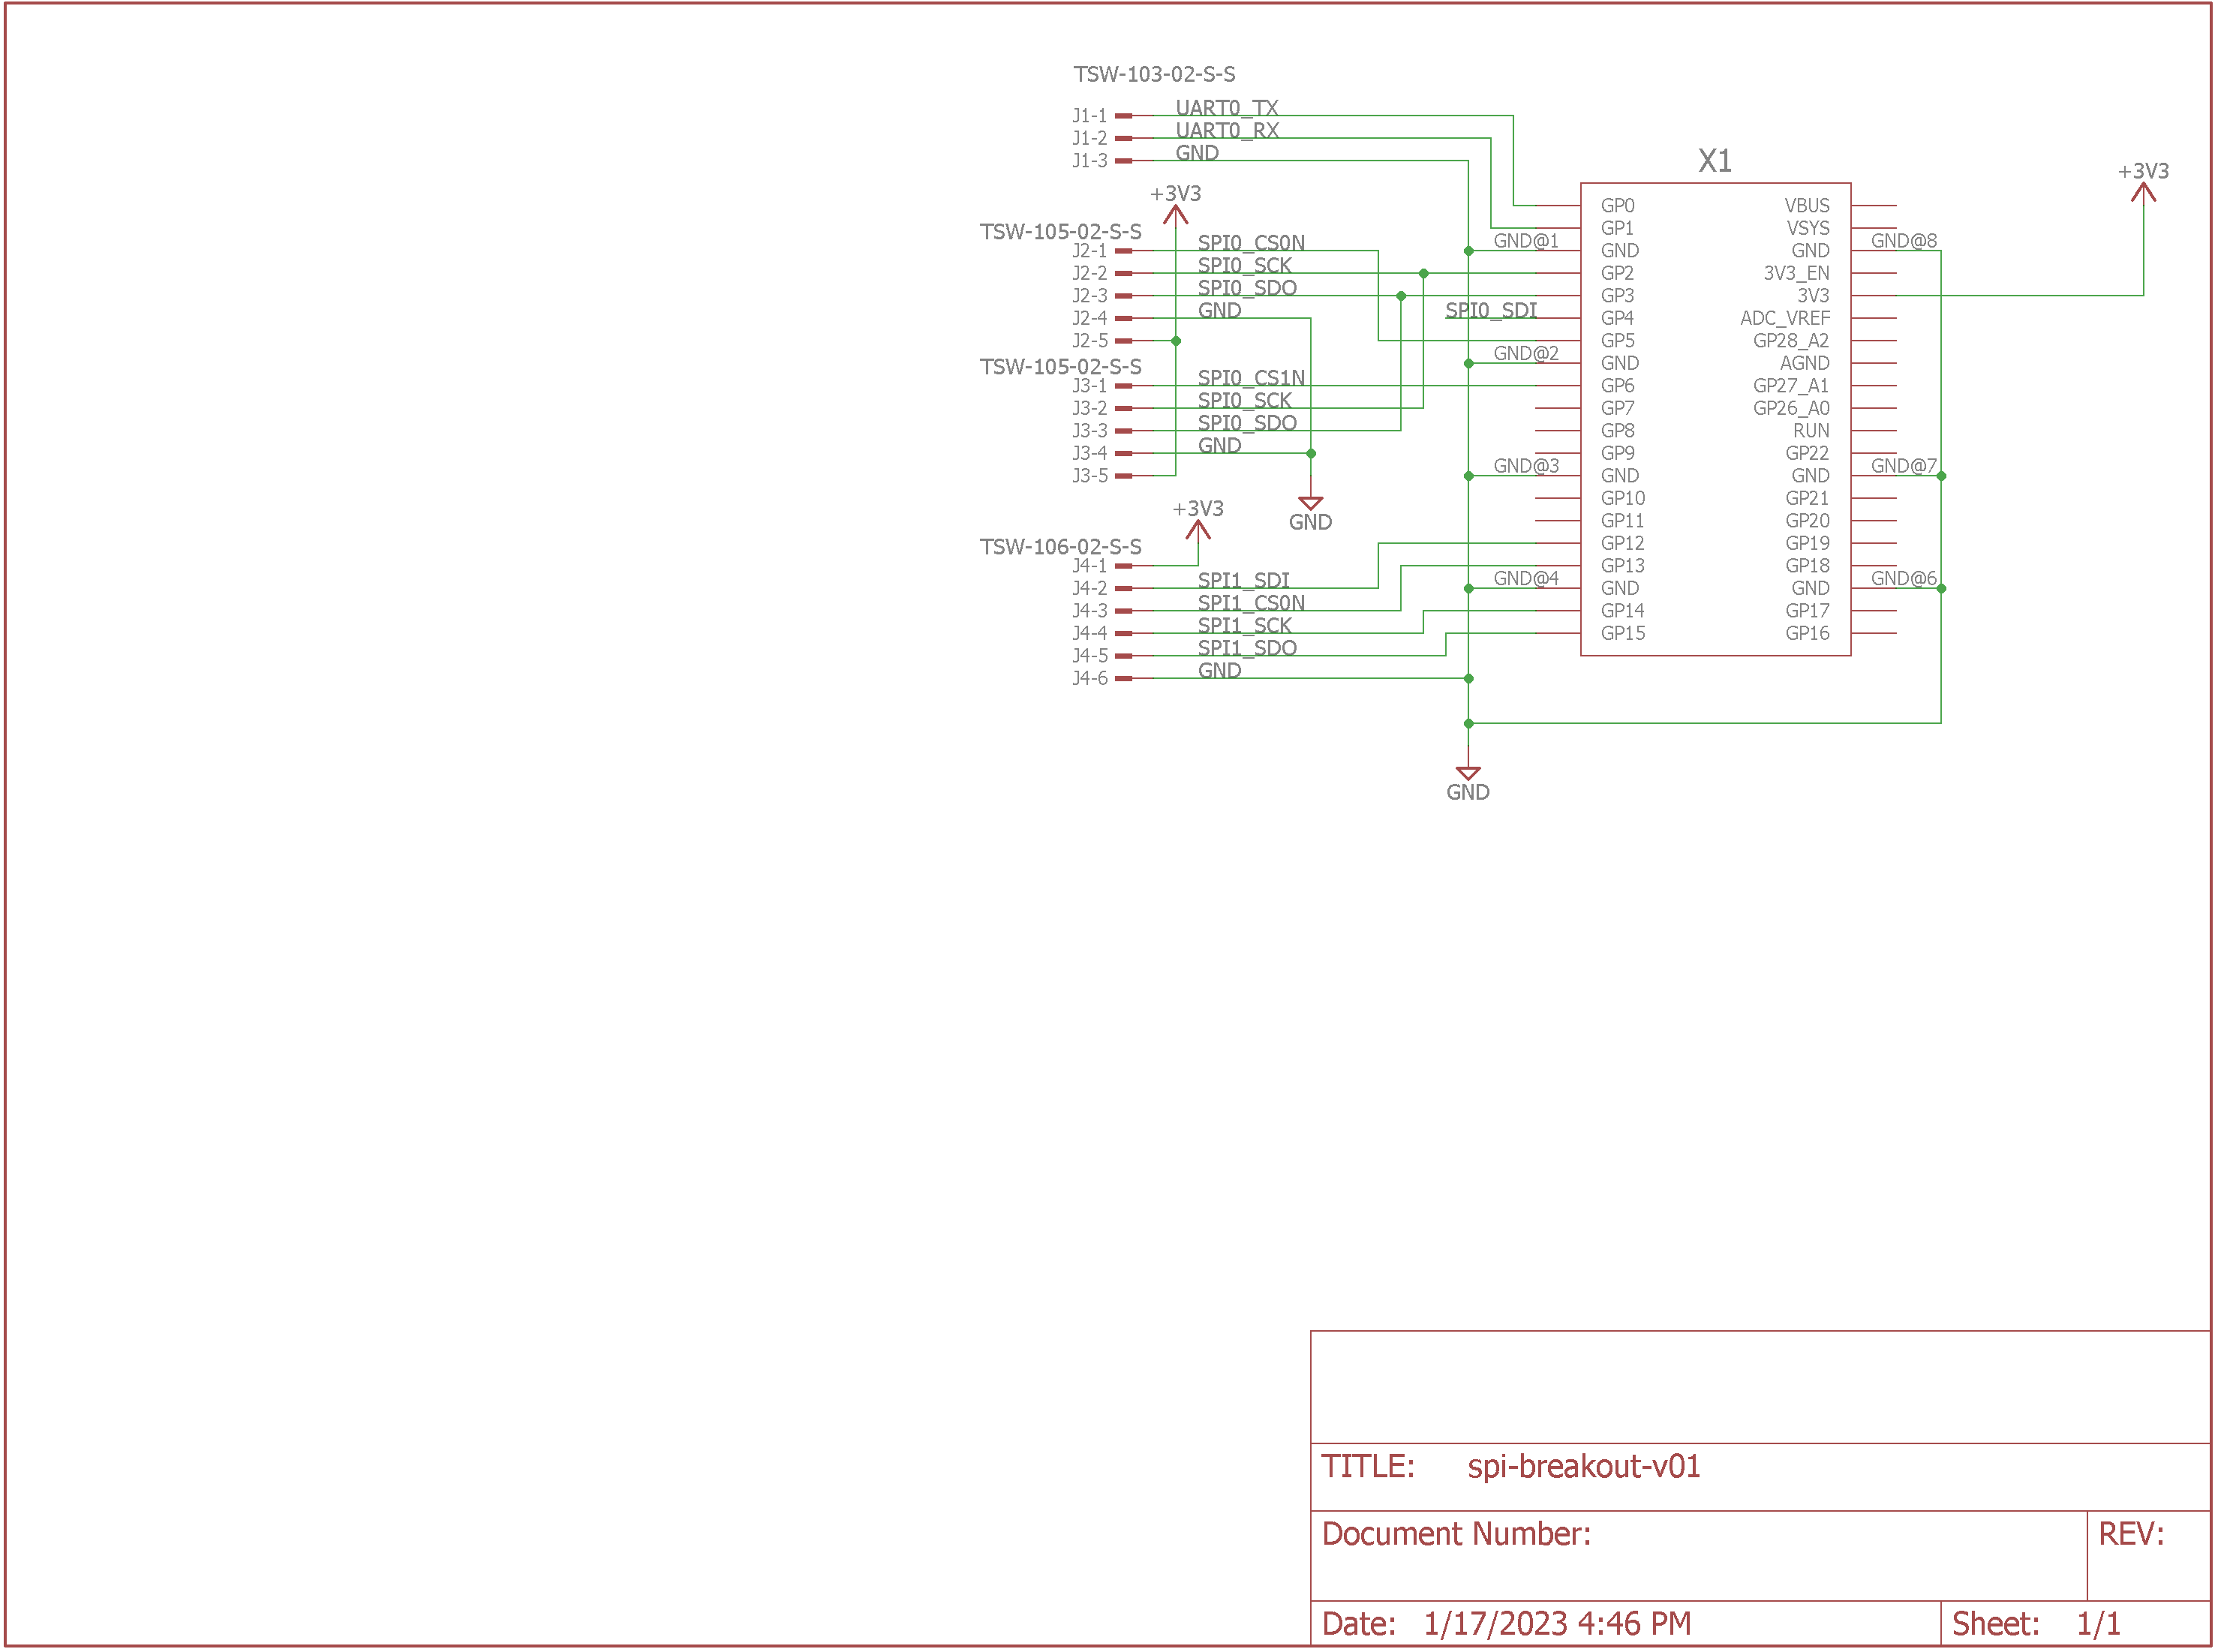 TSW-103-02-S-S
J1-1 UART0_TX
J1-2 UART0_RX
J1-3 GND
+3V3
TSW-105-02-S-S
J2-1 SPI0_CS0N
J2-2 SPI0_SCK
J2-3 SPI0_SDO
J2-4 GND
J2-5
TSW-105-02-S-S
J3-1 SPI0_CS1N
J3-2 SPI0_SCK
J3-3 SPI0_SDO
J3-4 GND
J3-5
GND
+3V3
TSW-106-02-S-S
J4-1
J4-2 SPI1_SDI
J4-3 SPI1_CS0N
J4-4 SPI1_SCK
J4-5 SPI1_SDO
J4-6 GND
GND
X1
+3V3
GP0 VBUS
GP1 VSYS
GND@1 GND GND GND@8
GP2 3V3_EN
GP3 3V3
SPI0_SDI GP4 ADC_VREF
GP5 GP28_A2
GND@2 GND AGND
GP6 GP27_A1
GP7 GP26_A0
GP8 RUN
GP9 GP22
GND@3 GND GND GND@7
GP10 GP21
GP11 GP20
GP12 GP19
GP13 GP18
GND@4 GND GND GND@6
GP14 GP17
GP15 GP16
TITLE: spi-breakout-v01
Document Number: REV:
Date: 1/17/2023 4:46 PM Sheet: 1/1